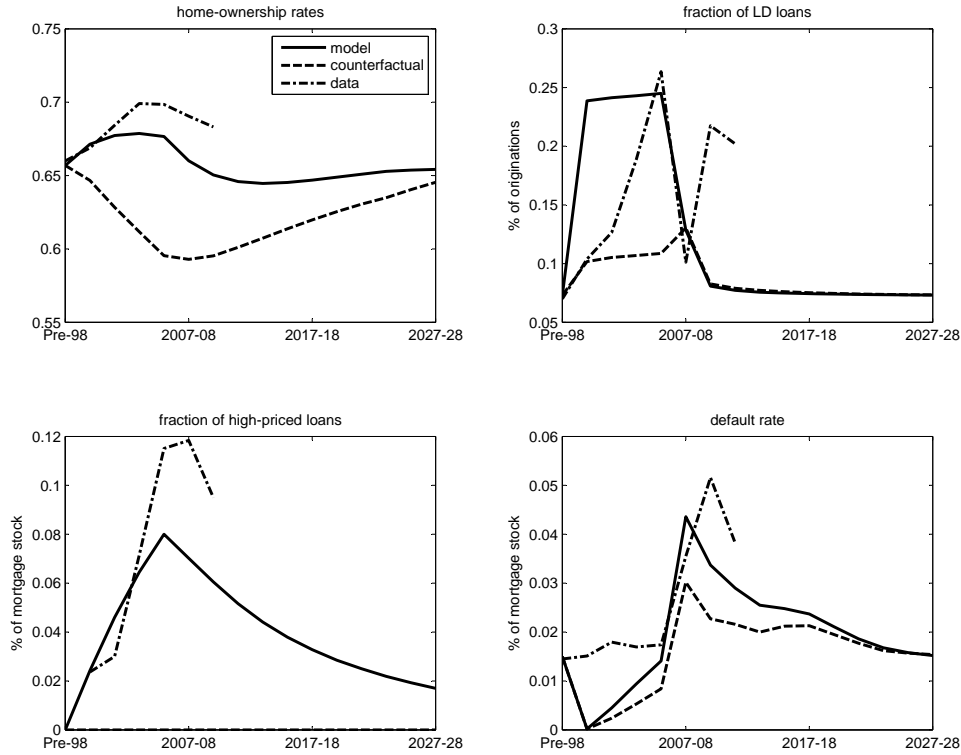 home-ownership rates
0.75
0.7
0.65
0.6
0.55
Pre-98 2007-08 2017-18 2027-28
model
counterfactual
data
fraction of LD loans
% of originations
0.3
0.25
0.2
0.15
0.1
0.05
Pre-98 2007-08 2017-18 2027-28
fraction of high-priced loans
% of mortgage stock
0.12
0.1
0.08
0.06
0.04
0.02
0
Pre-98 2007-08 2017-18 2027-28
default rate
% of mortgage stock
0.06
0.05
0.04
0.03
0.02
0.01
0
Pre-98 2007-08 2017-18 2027-28